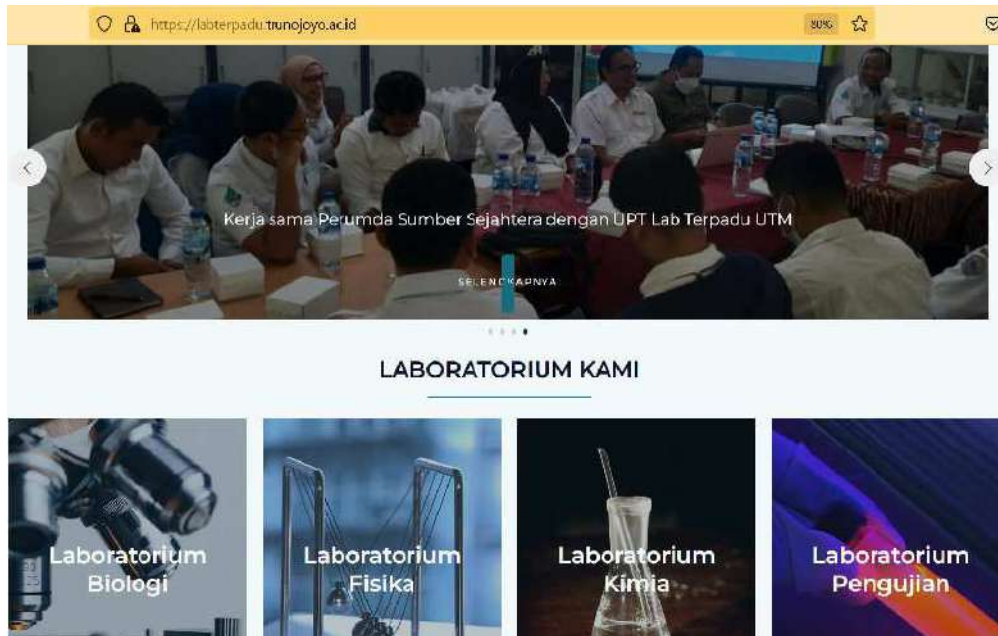 https://labterpadu.trunojoyo.ac.id
80%
Kerja sama Perumda Sumber Sejahtera dengan UPT Lab Terpadu UTM
SELENGKAPNYA
LABORATORIUM KAMI
Laboratorium
Biologi
Laboratorium
Fisika
Laboratorium
Kimia
Laboratorium
Pengujian